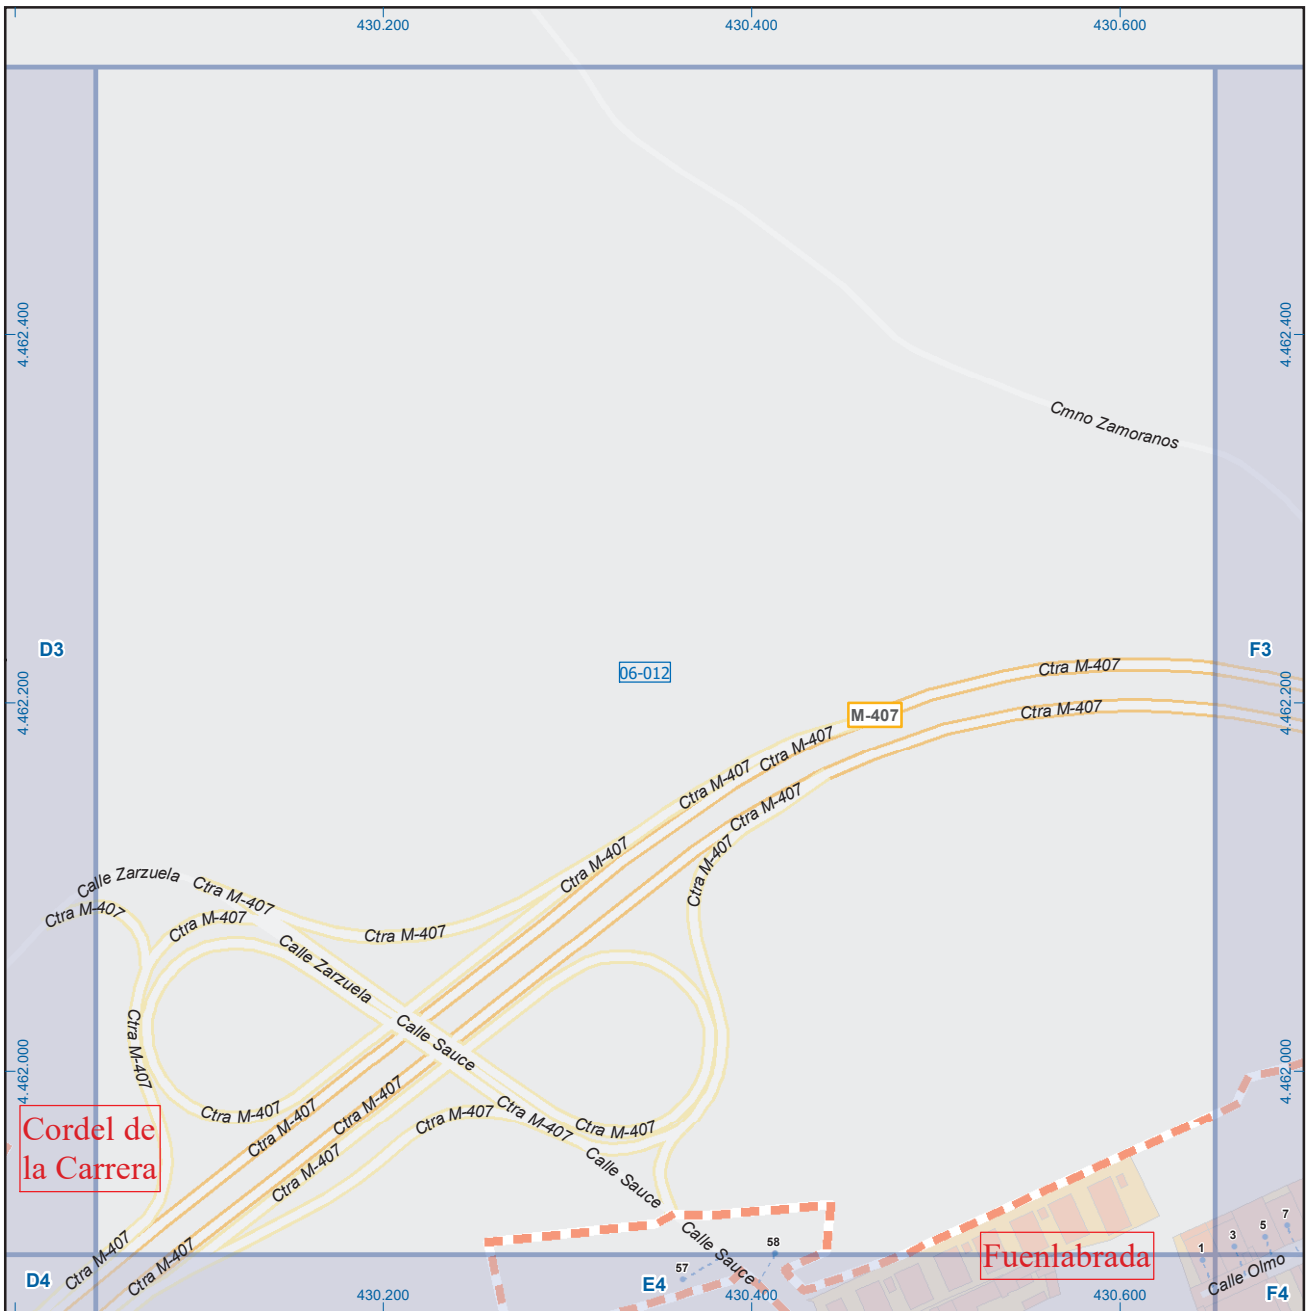 430.200
430.400
430.600
4.462.400
4.462.400
Cmno Zamoranos
D3
F3
06-012
Ctra M-407
4.462.200
4.462.200
M-407
Ctra M-407
Ctra M-407
Ctra M-407
Ctra M-407
Ctra M-407
Ctra M-407
Calle Zarzuela
Ctra M-407
Ctra M-407
Ctra M-407
Ctra M-407
Calle Zarzuela
Calle Sauce
Ctra M-407
4.462.000
4.462.000
Ctra M-407
Ctra M-407
Ctra M-407
Ctra M-407
Ctra M-407
Ctra M-407
Cordel de
la Carrera
Ctra M-407
Calle Sauce
Ctra M-407
Ctra M-407
Calle Sauce
58
57
Fuenlabrada
1
3
5
7
Calle Olmo
D4
E4
F4
430.200
430.400
430.600